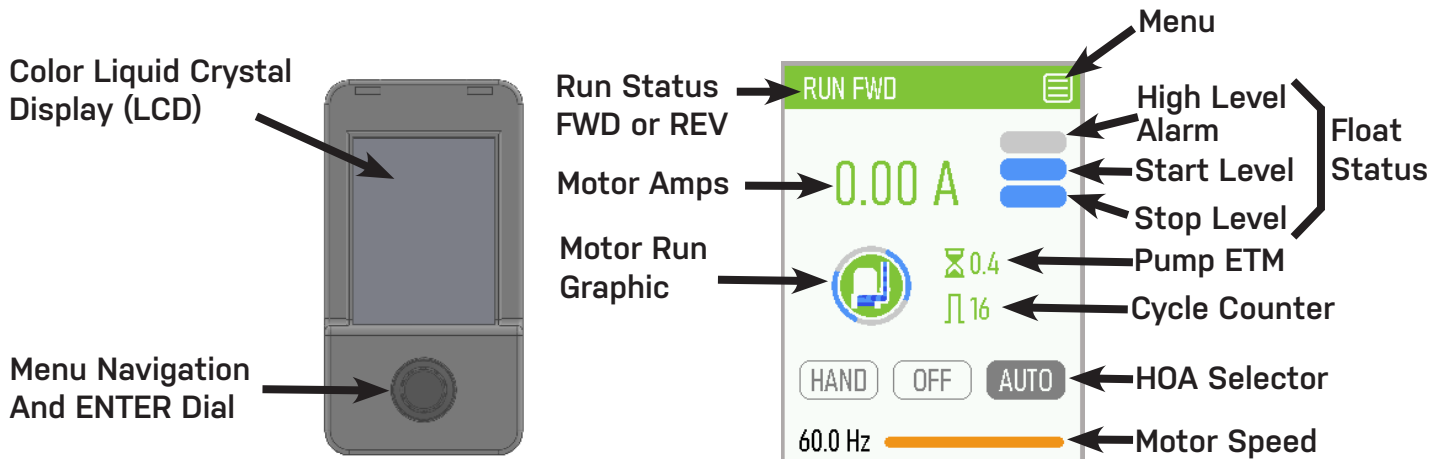 Color Liquid Crystal
Display (LCD)
Menu Navigation
And ENTER Dial
Run Status
FWD or REV
Motor Amps
Motor Run
Graphic
RUN FWD
0.00 A
0.4
16
HAND
OFF
AUTO
60.0 Hz
Menu
High Level
Alarm
Start Level
Stop Level
Float
Status
Pump ETM
Cycle Counter
HOA Selector
Motor Speed